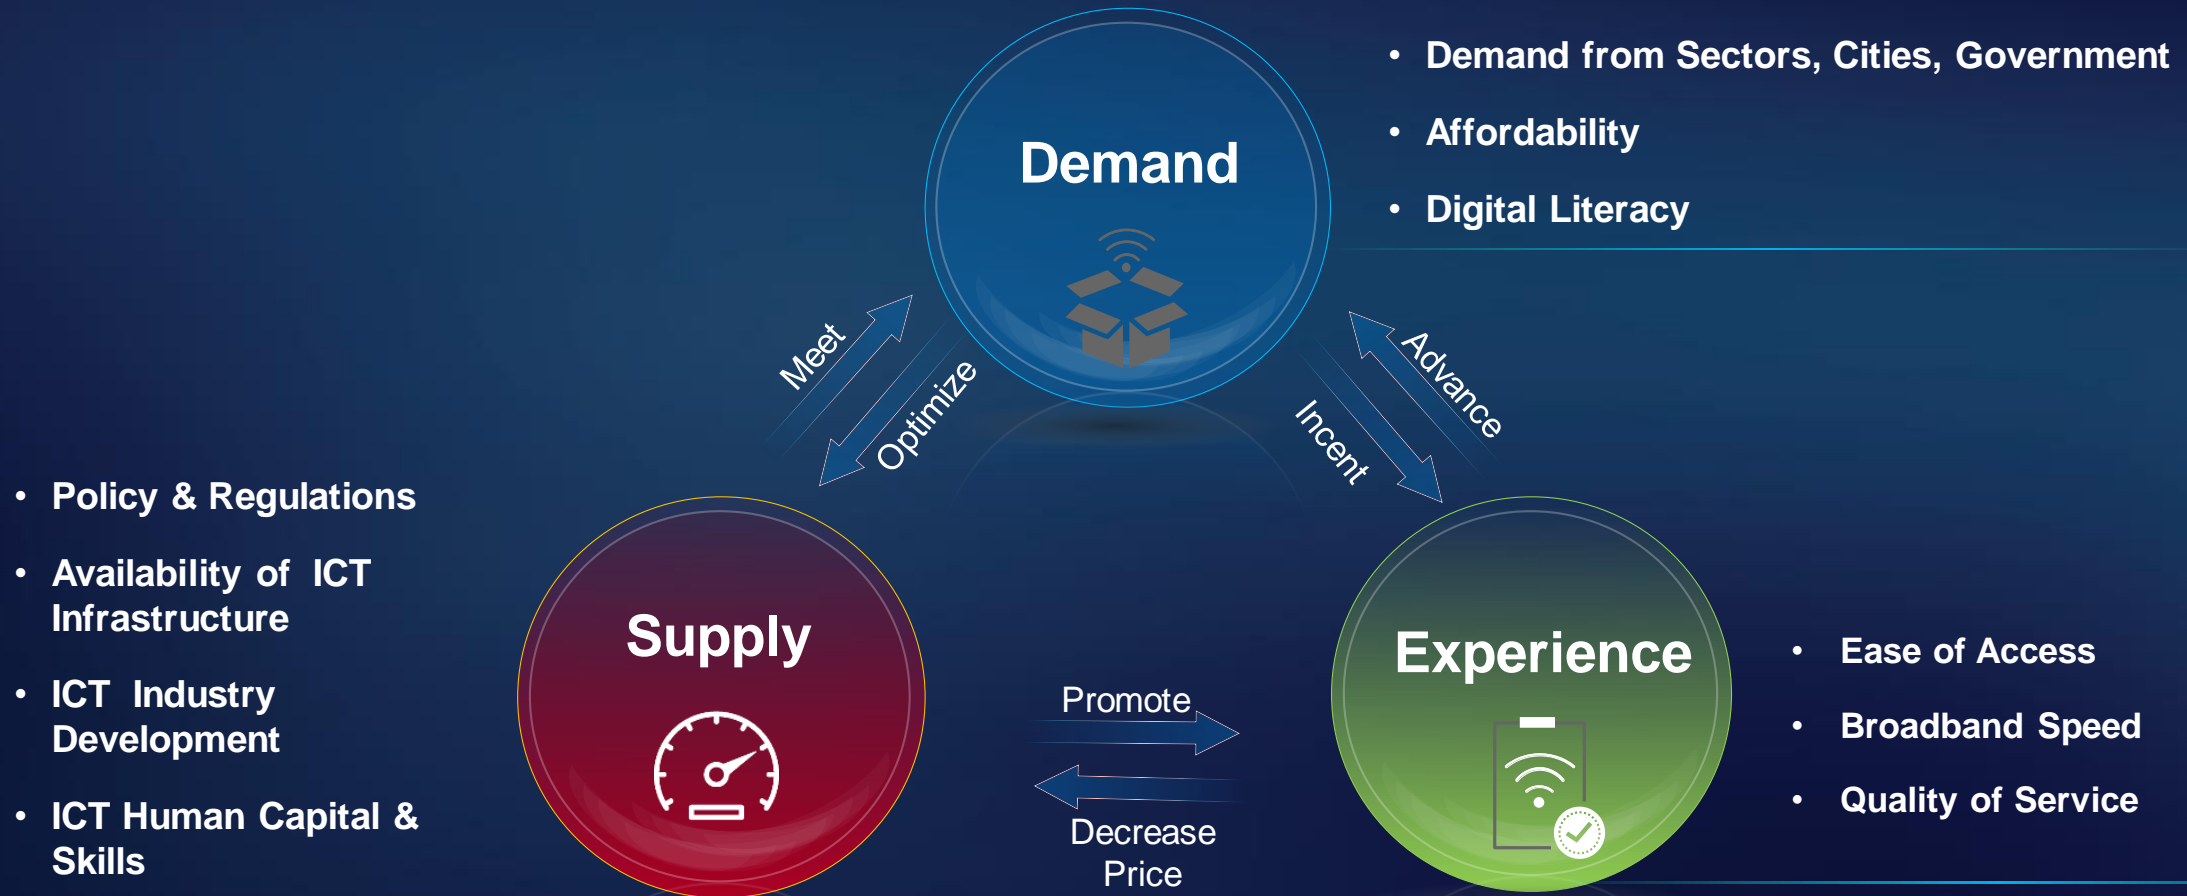 • Demand from Sectors, Cities, Government
• Affordability
• Digital Literacy
Demand
Meet
Optimize
Advance
Incent
• Policy & Regulations
• Availability of ICT
Infrastructure
• ICT Industry
Development
• ICT Human Capital &
Skills
Supply
Promote
Decrease
Price
Experience
• Ease of Access
• Broadband Speed
• Quality of Service